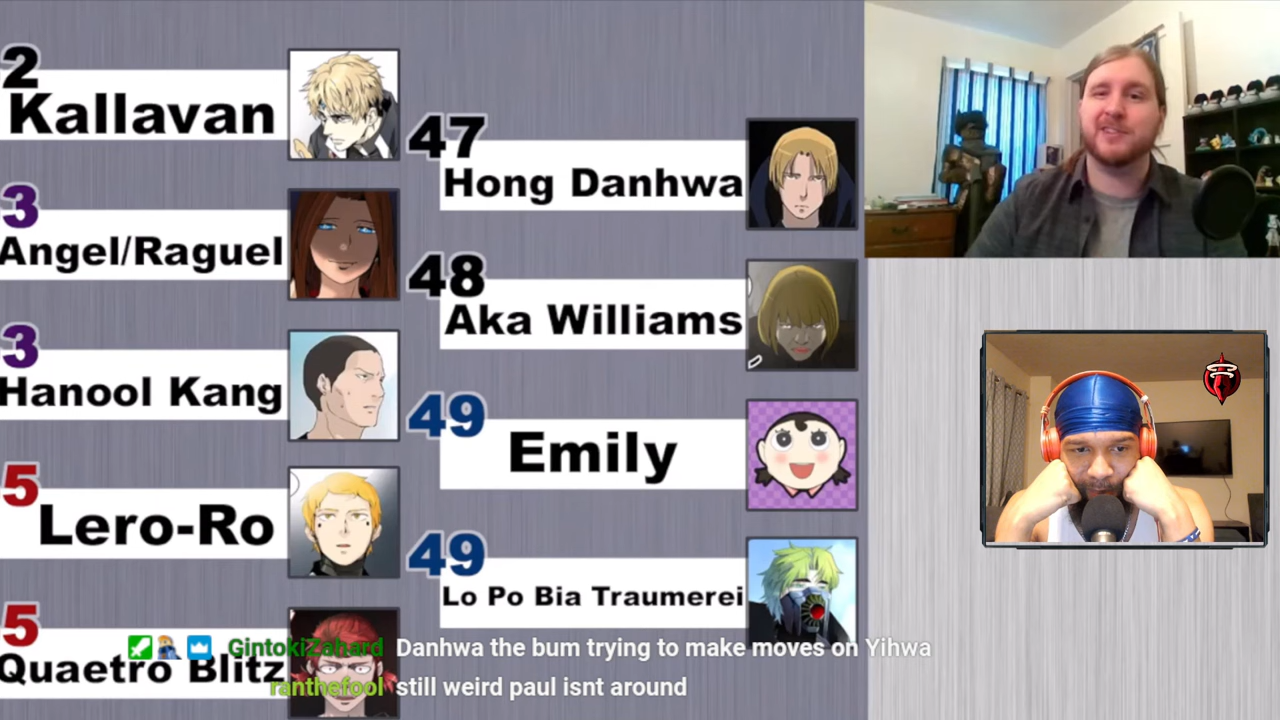 2
Kallavan
3
Angel/Raguel
3
Hanool Kang
5
Lero-Ro
5
Quaetro Blitz
47
Hong Danhwa
48
Aka Williams
49
Emily
49
Lo Po Bia Traumerei
GintokiZahard Danhwa the bum trying to make moves on Yihwa
ranthefool still weird paul isnt around